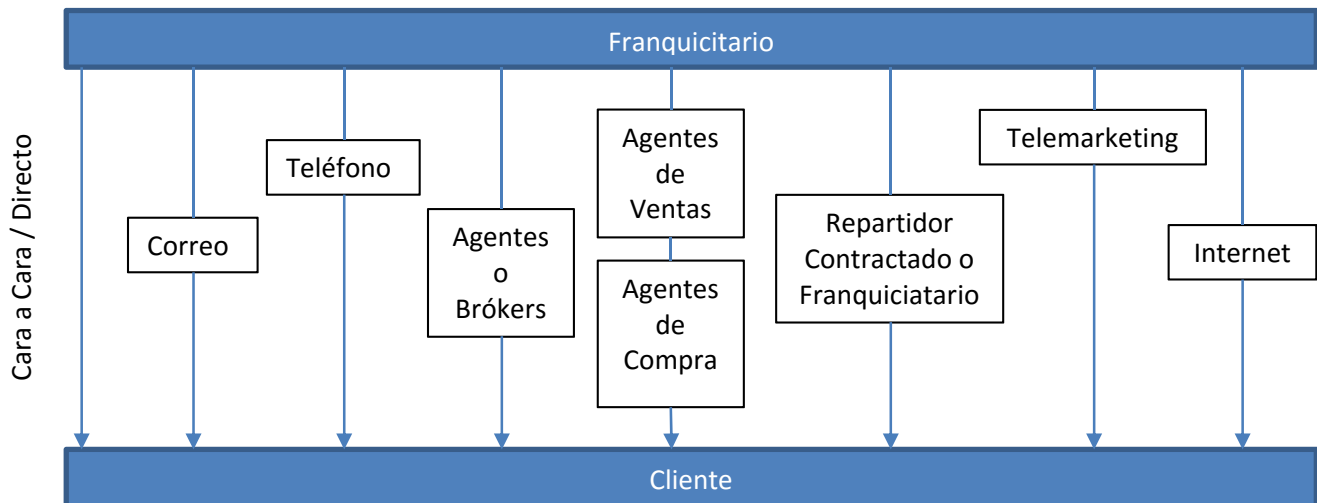 Franquicitario
Cara a Cara / Directo
Correo
Teléfono
Agentes
o
Brókers
Agentes
de
Ventas
Agentes
de
Compra
Repartidor
Contractado o
Franquiciatario
Telemarketing
Internet
Cliente